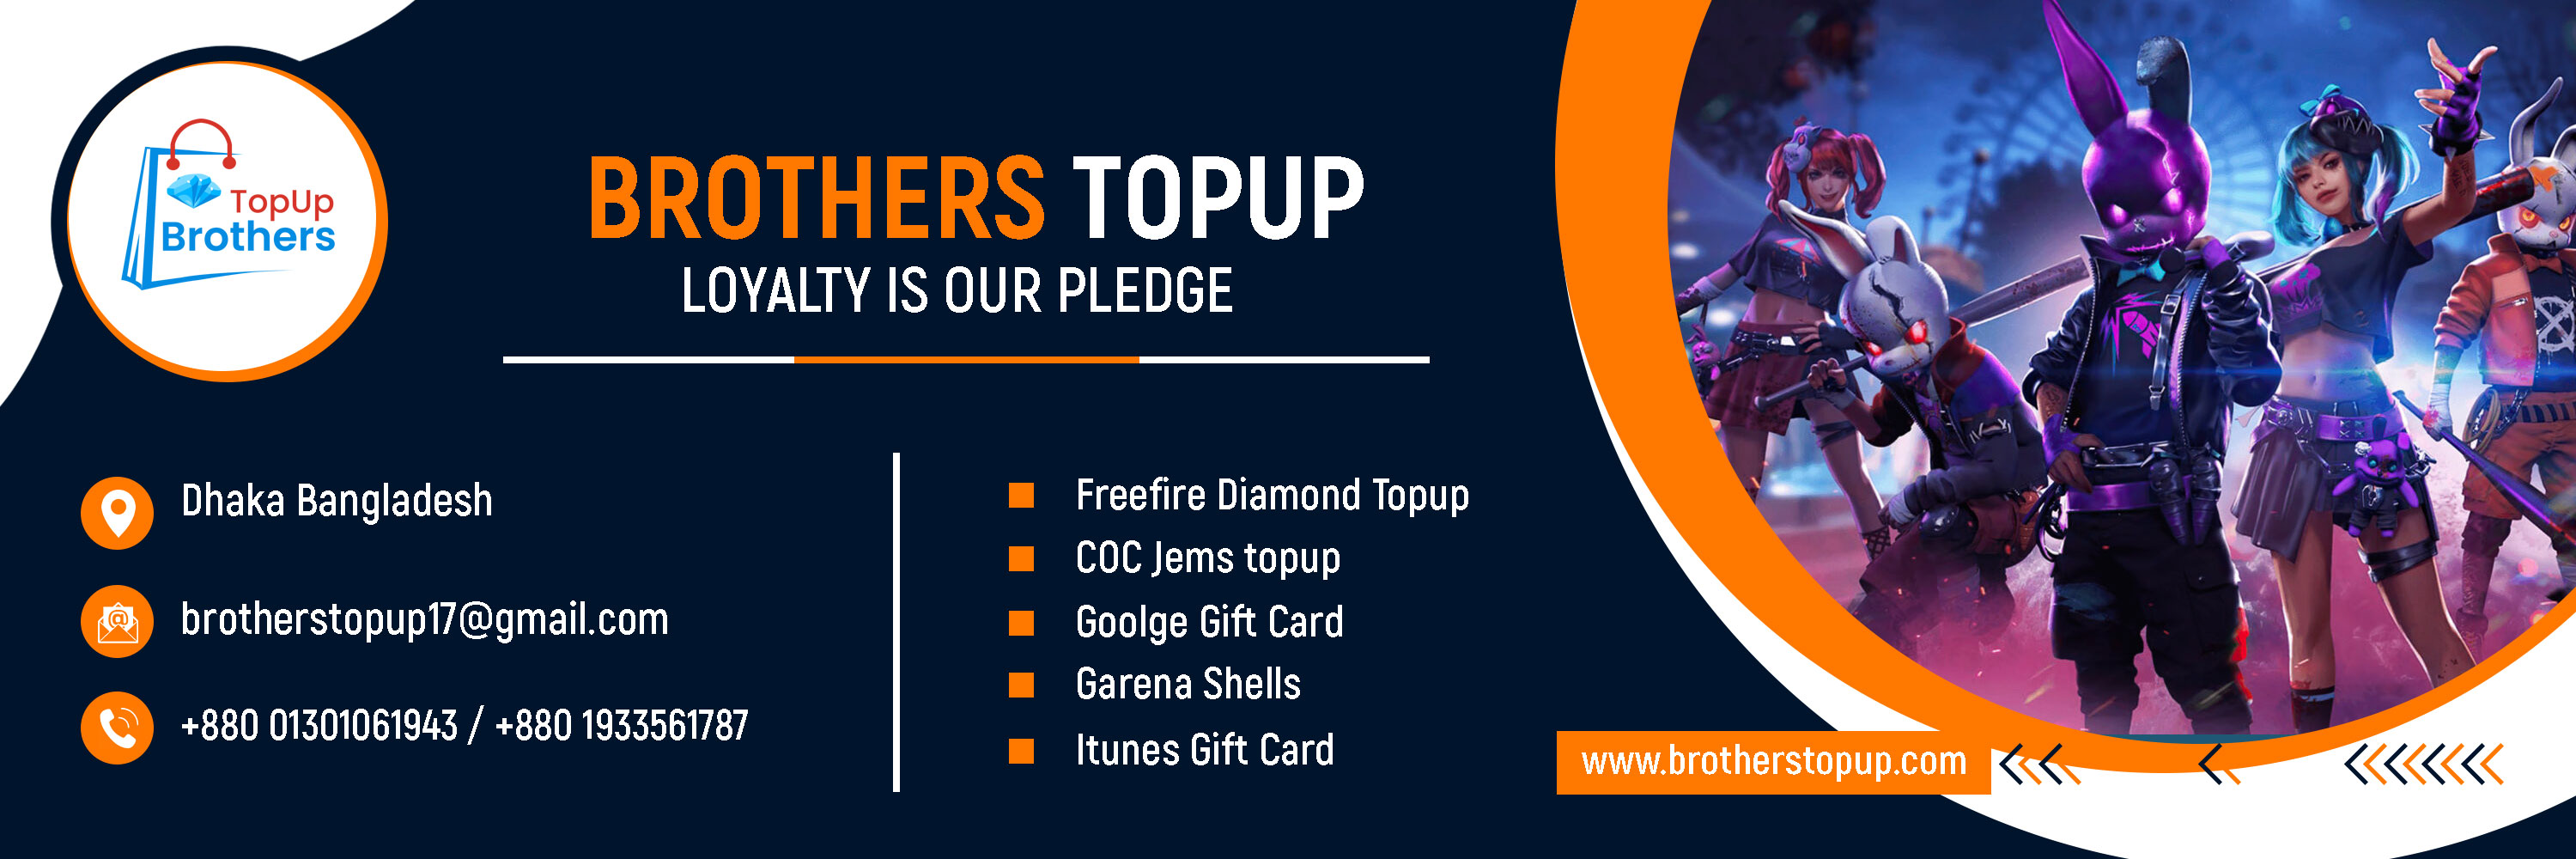 TopUp
Brothers
BROTHERS TOPUP
LOYALTY IS OUR PLEDGE
Dhaka Bangladesh
brotherstopup17@gmail.com
+880 01301061943 / +880 1933561787
Freefire Diamond Topup
COC Jems topup
Goolge Gift Card
Garena Shells
Itunes Gift Card
www.brotherstopup.com